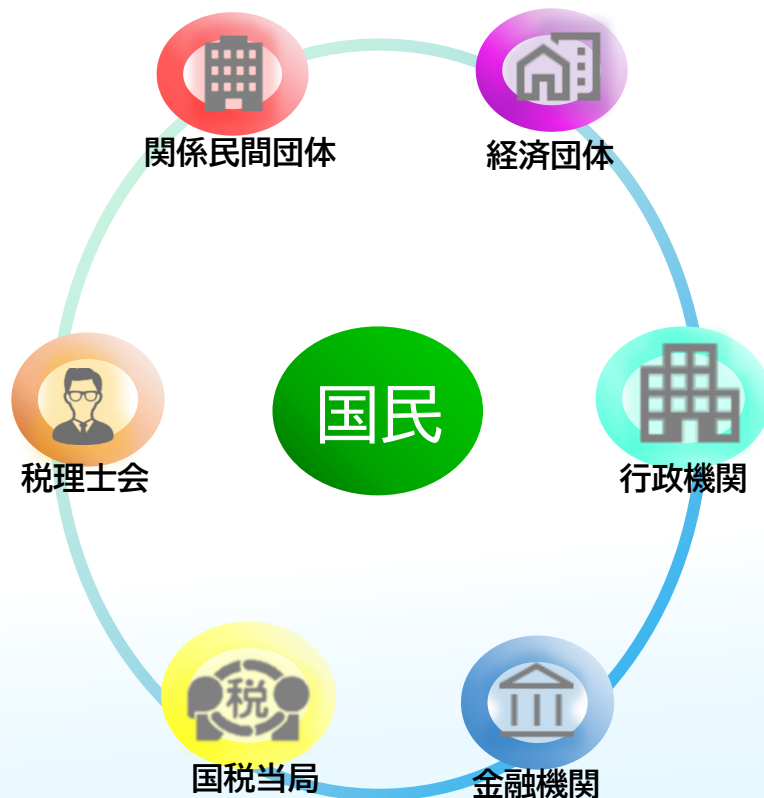 関係民間団体
経済団体
国民
税理士会
行政機関
税
国税当局
金融機関